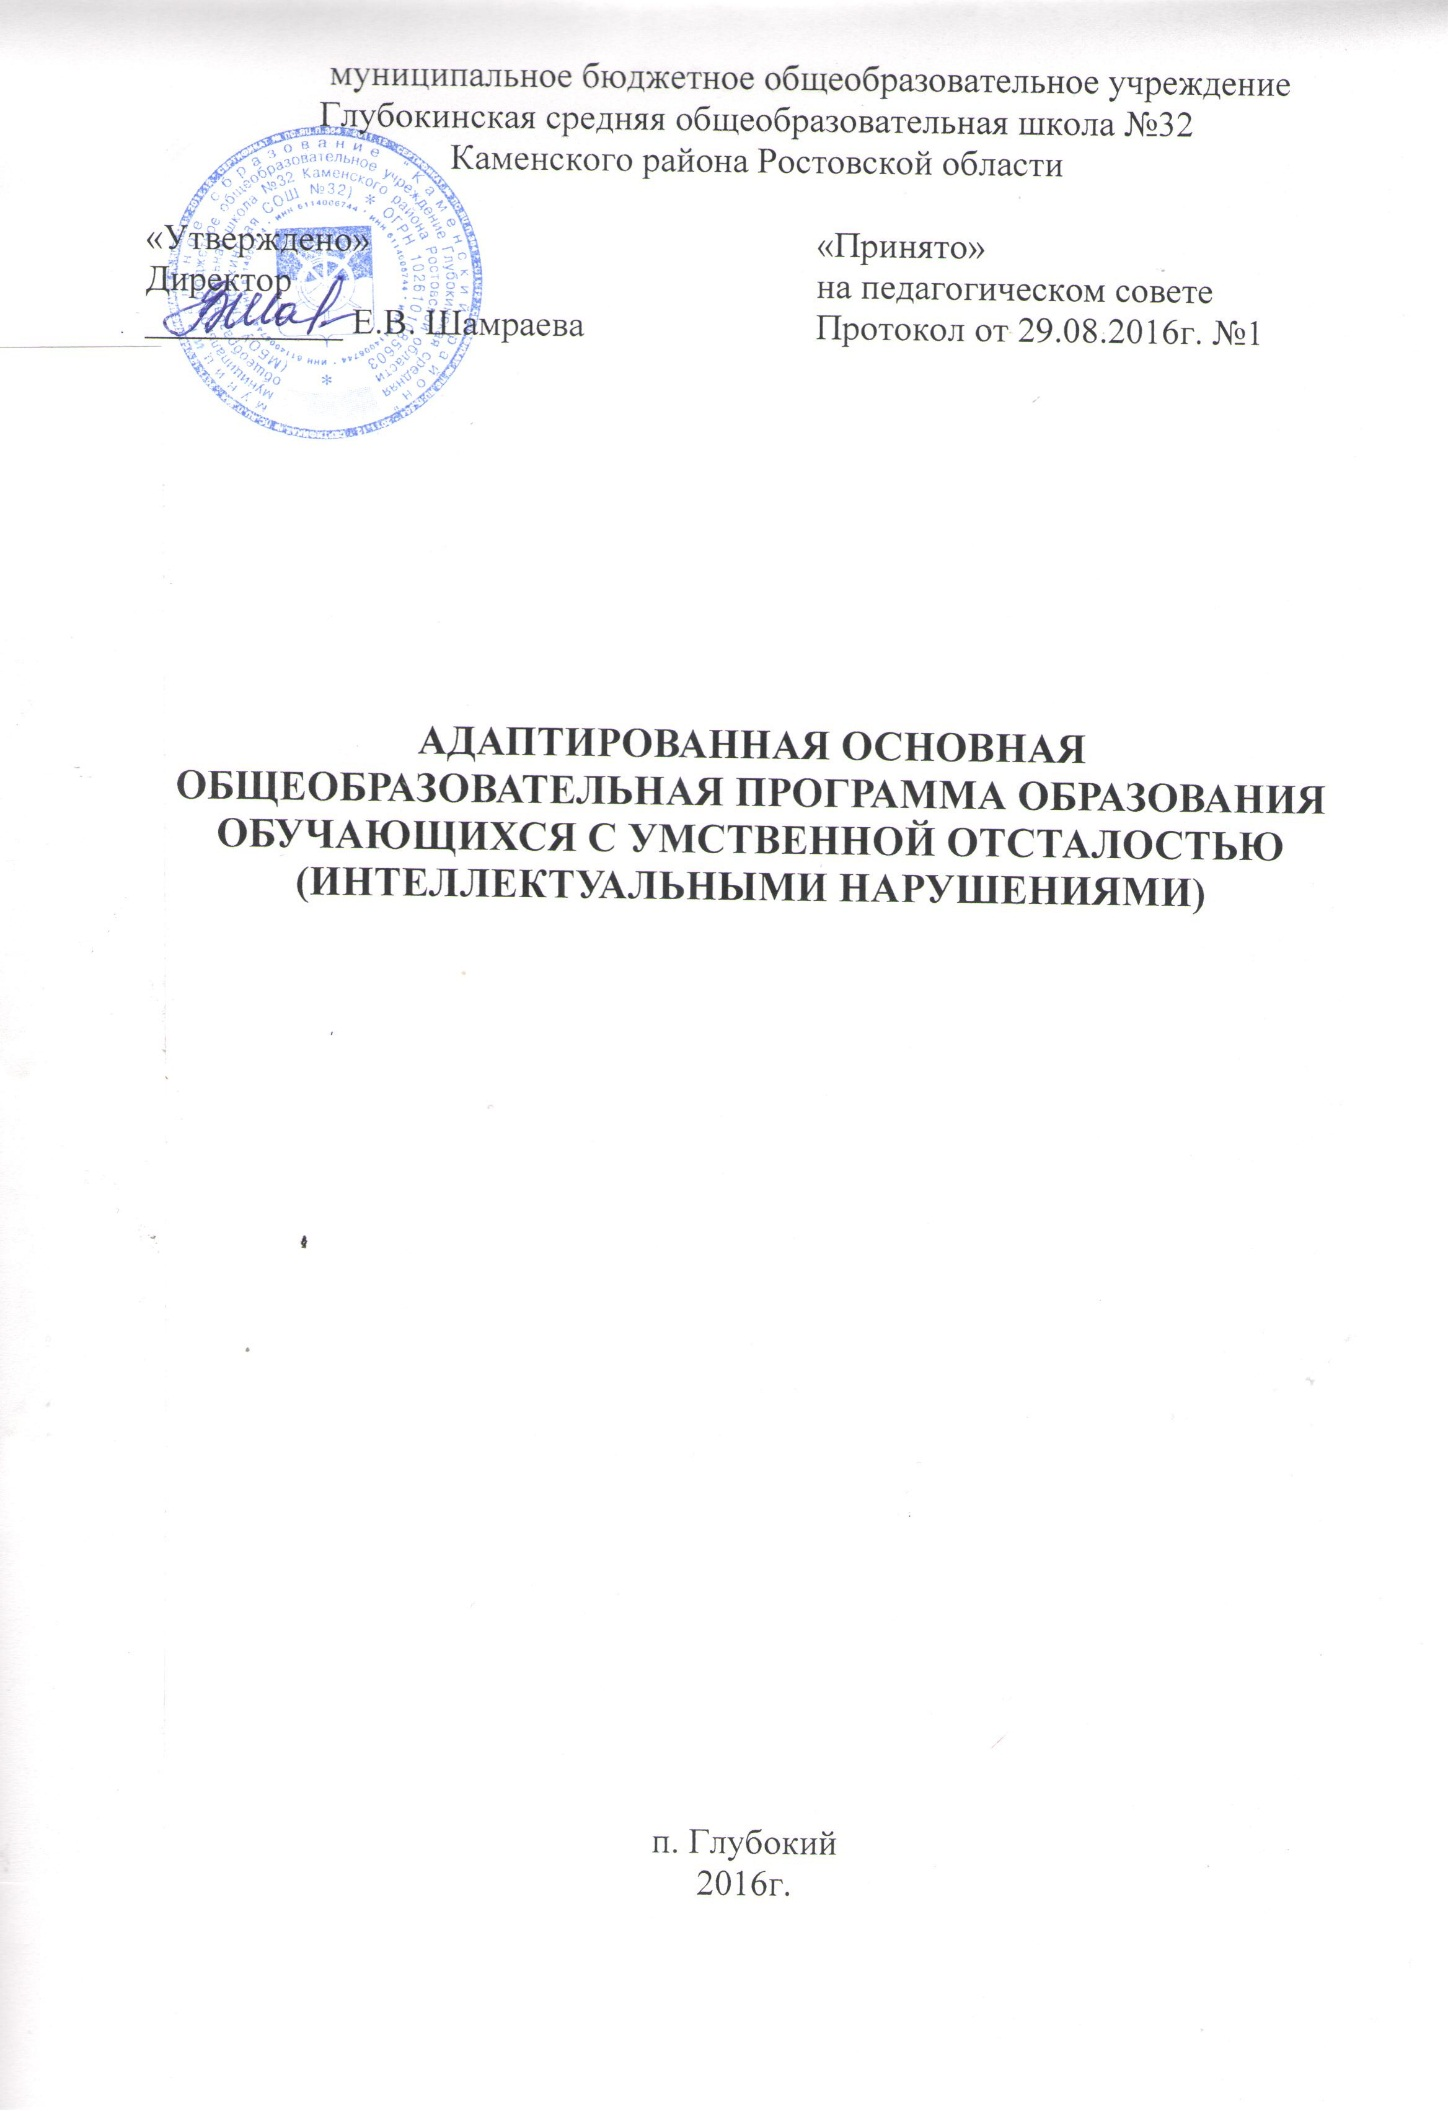 муниципальное бюджетное общеобразовательное учреждение
Глубокинская средняя общеобразовательная школа №32
Каменского района Ростовской области
«Утверждено»
Директор
Е.В. Шамраева
«Принято»
на педагогическом совете
Протокол от 29.08.2016г. №1
АДАПТИРОВАННАЯ ОСНОВНАЯ
ОБЩЕОБРАЗОВАТЕЛЬНАЯ ПРОГРАММА ОБРАЗОВАНИЯ
ОБУЧАЮЩИХСЯ С УМСТВЕННОЙ ОТСТАЛОСТЬЮ
(ИНТЕЛЛЕКТУАЛЬНЫМИ НАРУШЕНИЯМИ)
п. Глубокий
2016г.